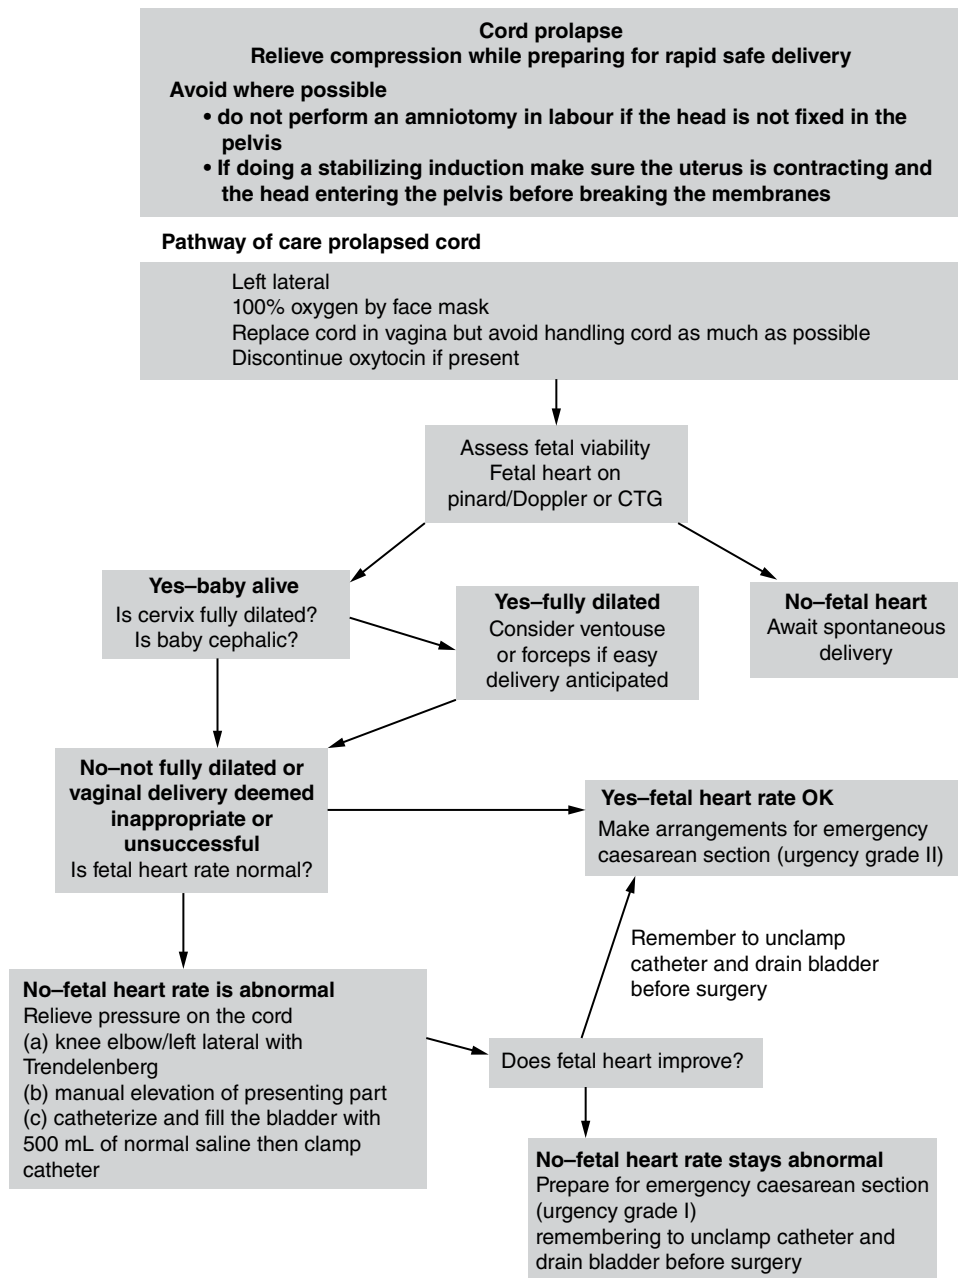 Cord prolapse
Relieve compression while preparing for rapid safe delivery
Avoid where possible
• do not perform an amniotomy in labour if the head is not fixed in the
pelvis
• If doing a stabilizing induction make sure the uterus is contracting and
the head entering the pelvis before breaking the membranes
Pathway of care prolapsed cord
Left lateral
100% oxygen by face mask
Replace cord in vagina but avoid handling cord as much as possible
Discontinue oxytocin if present
Assess fetal viability
Fetal heart on
pinard/Doppler or CTG
Yes–baby alive
Is cervix fully dilated?
Is baby cephalic?
Yes–fully dilated
Consider ventouse
or forceps if easy
delivery anticipated
No–fetal heart
Await spontaneous
delivery
No–not fully dilated or
vaginal delivery deemed
inappropriate or
unsuccessful
Is fetal heart rate normal?
Yes–fetal heart rate OK
Make arrangements for emergency
caesarean section (urgency grade II)
Remember to unclamp
catheter and drain bladder
before surgery
No–fetal heart rate is abnormal
Relieve pressure on the cord
(a) knee elbow/left lateral with
Trendelenberg
(b) manual elevation of presenting part
(c) catheterize and fill the bladder with
500 mL of normal saline then clamp
catheter
Does fetal heart improve?
No–fetal heart rate stays abnormal
Prepare for emergency caesarean section
(urgency grade I)
remembering to unclamp catheter and
drain bladder before surgery